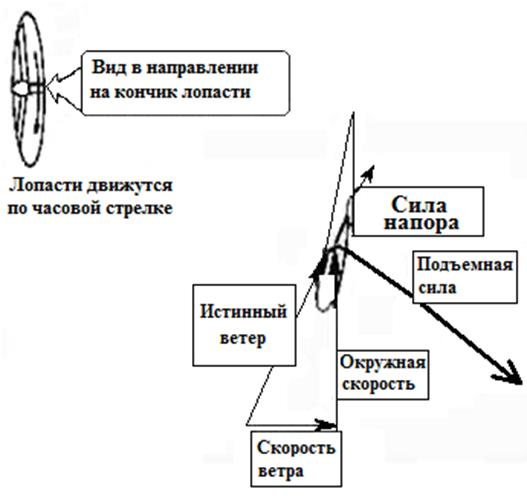 Вид в направлении
на кончик лопасти
Лопасти движутся
по часовой стрелке
Сила
напора
Подъемная
сила
Истинный
ветер
Окружная
скорость
Скорость
ветра